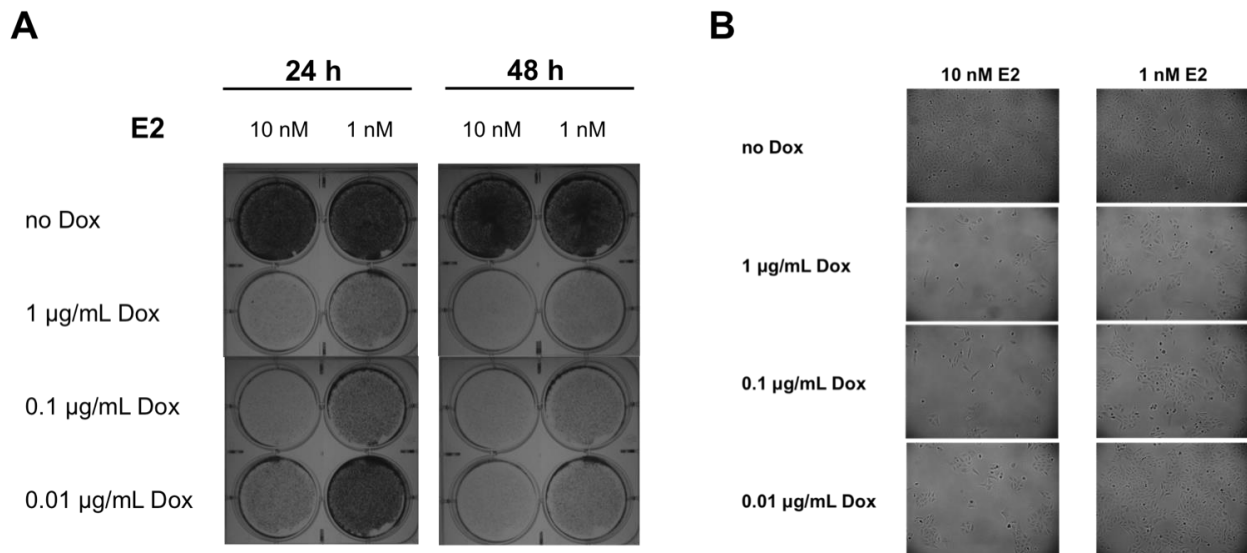 A
24 h 48 h
E2 10 nM 1 nM 10 nM 1 nM
no Dox
1 µg/mL Dox
0.1 µg/mL Dox
0.01 µg/mL Dox
B
10 nM E2 1 nM E2
no Dox
1 µg/mL Dox
0.1 µg/mL Dox
0.01 µg/mL Dox